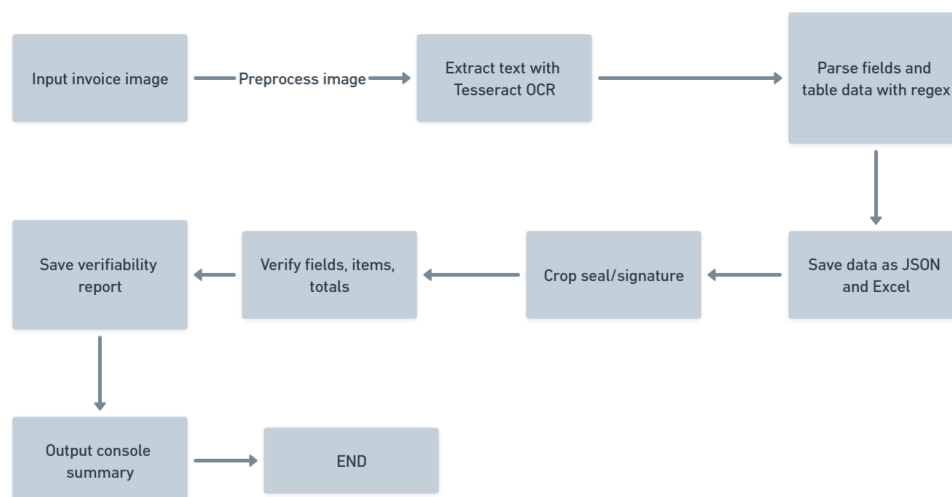 Input invoice image
Preprocess image
Extract text with
Tesseract OCR
Parse fields and
table data with regex
Save data as JSON
and Excel
Crop seal/signature
Verify fields, items,
totals
Save verifiability
report
Output console
summary
END